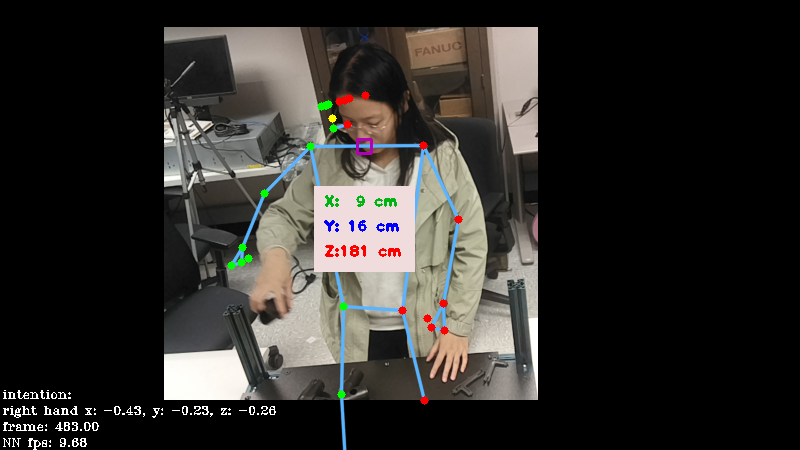 FANUC
X: 9 cm
Y: 16 cm
Z:181 cm
intention:
right hand x: -0.43, y: -0.23, z: -0.26
frame: 483.00
NN fps: 9.68